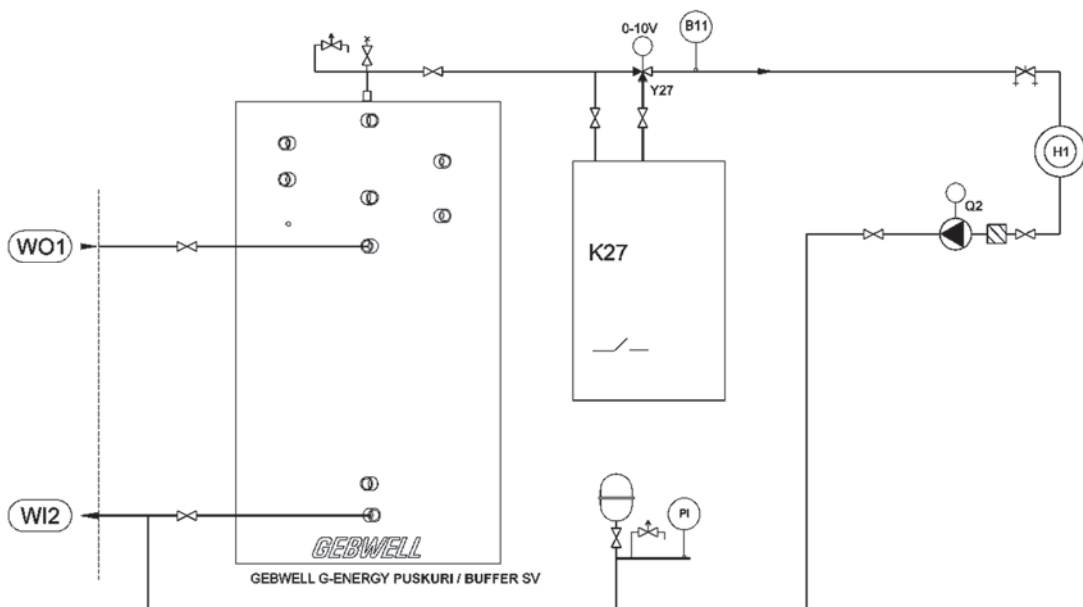 0-10V
B11
Y27
H1
Q2
WO1
K27
WI2
PI
GEBWELL
GEBWELL G-ENERGY PUSKURI / BUFFER SV